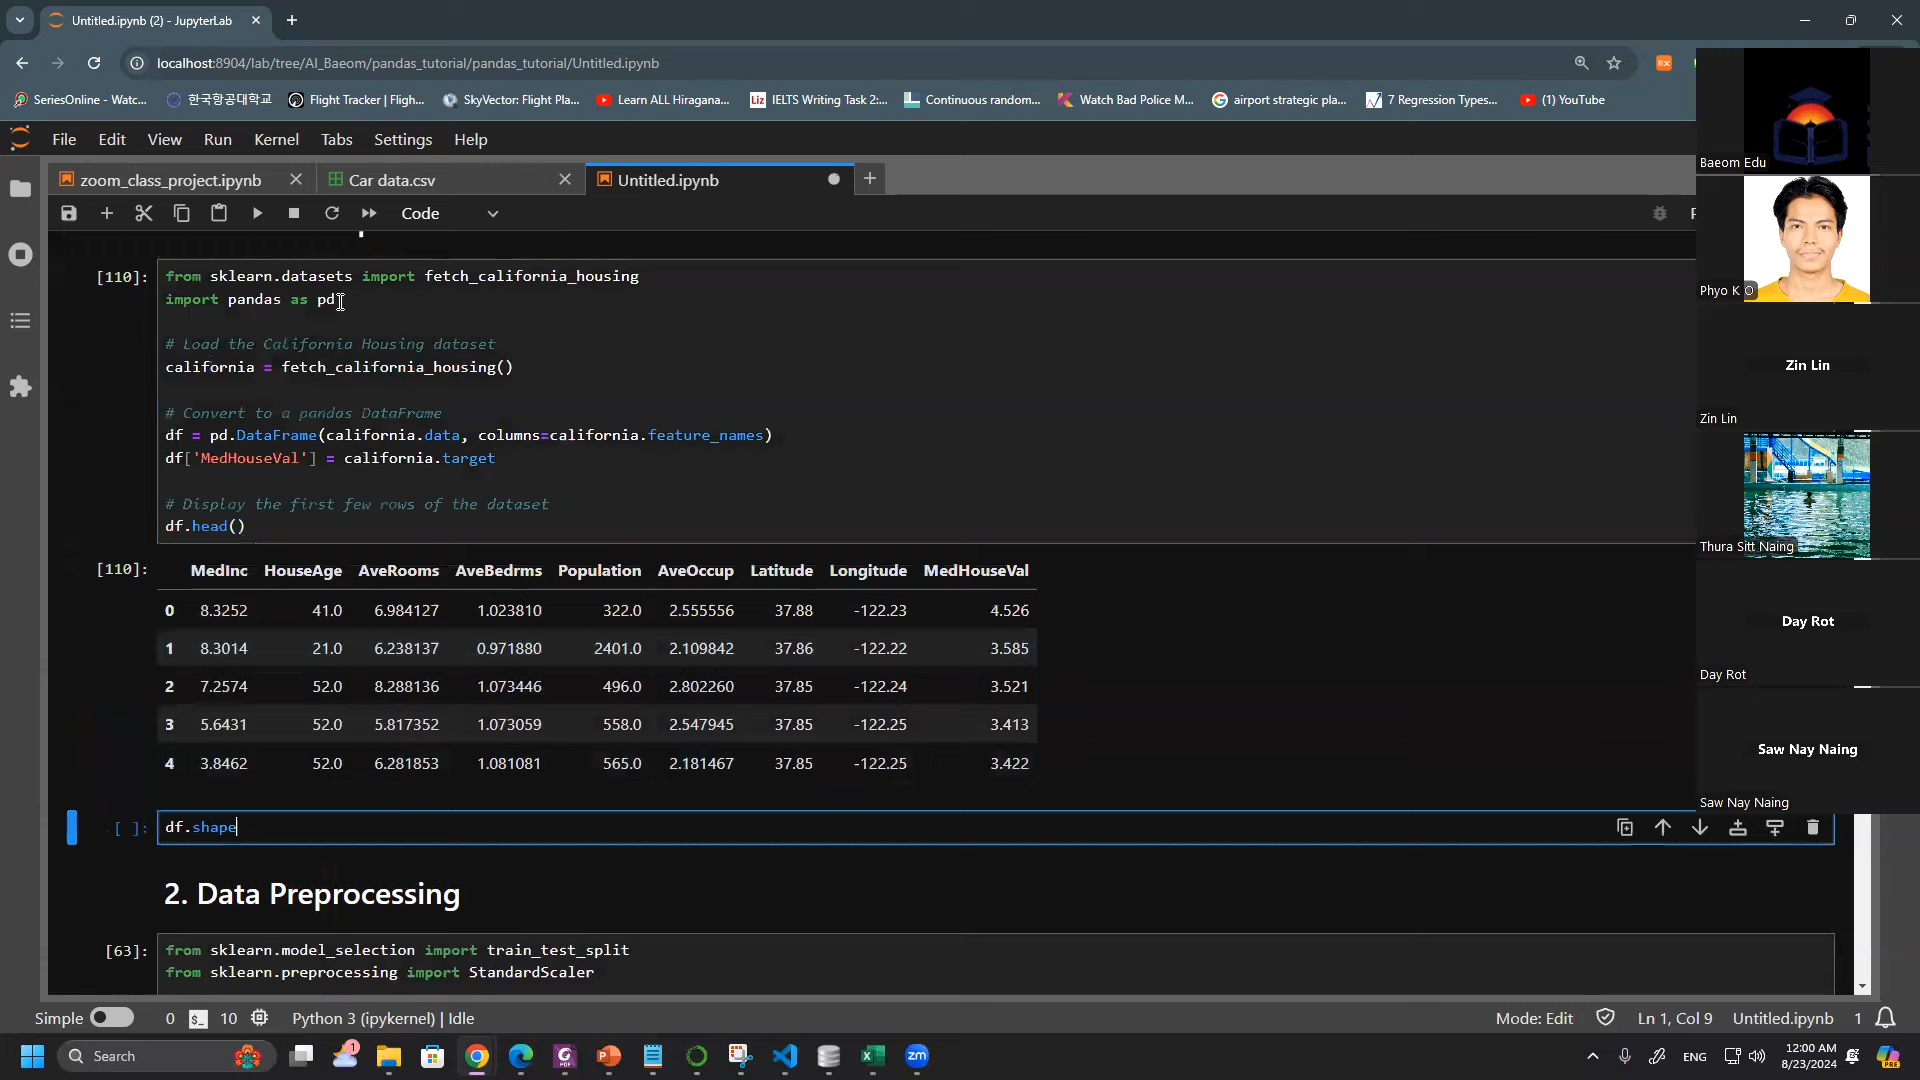 Untitled.ipynb (2) - JupyterLab
localhost:8904/lab/tree/AI_Baeom/pandas_tutorial/pandas_tutorial/Untitled.ipynb
SeriesOnline - Watc... 한국항공대학교 Flight Tracker | Fligh... SkyVector: Flight Pla... Learn ALL Hiragana... Liz IELTS Writing Task 2:... Continuous random... Watch Bad Police M... airport strategic pla... 7 Regression Types... (1) YouTube
File Edit View Run Kernel Tabs Settings Help
zoom_class_project.ipynb Car data.csv Untitled.ipynb
Code
[110]: from sklearn.datasets import fetch_california_housing
import pandas as pd
# Load the California Housing dataset
california = fetch_california_housing()
# Convert to a pandas DataFrame
df = pd.DataFrame(california.data, columns=california.feature_names)
df['MedHouseVal'] = california.target
# Display the first few rows of the dataset
df.head()
[110]: MedInc HouseAge AveRooms AveBedrms Population AveOccup Latitude Longitude MedHouseVal
0 8.3252 41.0 6.984127 1.023810 322.0 2.555556 37.88 -122.23 4.526
1 8.3014 21.0 6.238137 0.971880 2401.0 2.109842 37.86 -122.22 3.585
2 7.2574 52.0 8.288136 1.073446 496.0 2.802260 37.85 -122.24 3.521
3 5.6431 52.0 5.817352 1.073059 558.0 2.547945 37.85 -122.25 3.413
4 3.8462 52.0 6.281853 1.081081 565.0 2.181467 37.85 -122.25 3.422
[ ]: df.shape
2. Data Preprocessing
[63]: from sklearn.model_selection import train_test_split
from sklearn.preprocessing import StandardScaler
Baeom Edu
Phyo K O
Zin Lin
Zin Lin
Thura Sitt Naing
Day Rot
Day Rot
Saw Nay Naing
Saw Nay Naing
Simple 0 $_ 10 Python 3 (ipykernel) | Idle Mode: Edit Ln 1, Col 9 Untitled.ipynb 1
Search 1 zm ENG 12:00 AM
8/23/2024